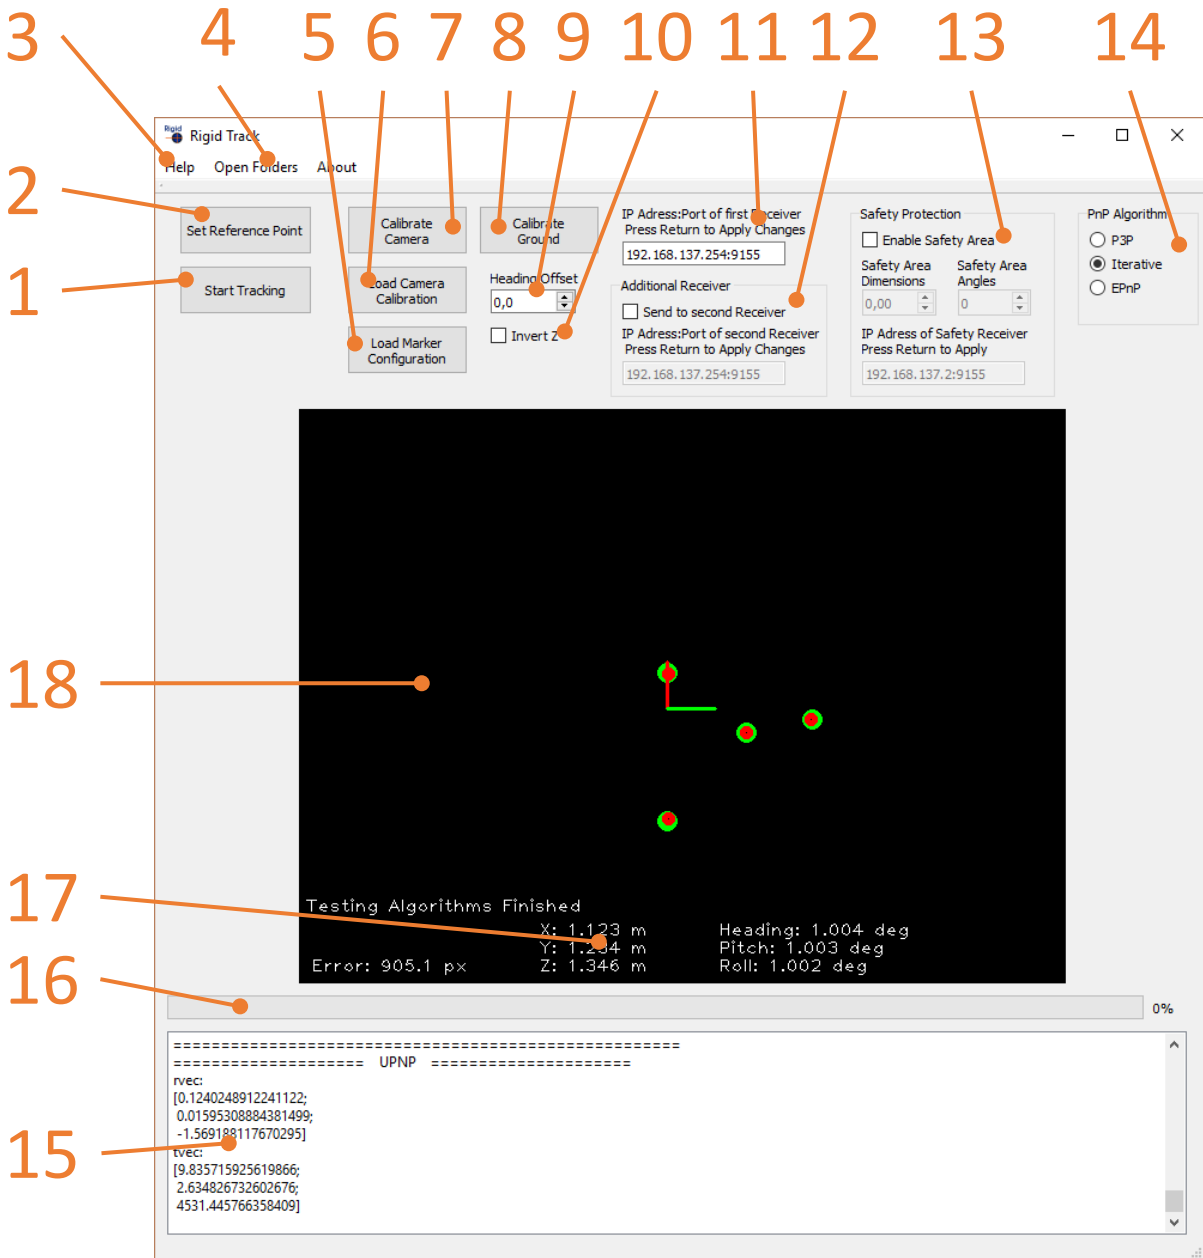 3 4 5 6 7 8 9 10 11 12 13 14
Rigid
Rigid Track
Help Open Folders About
2
Set Reference Point
Calibrate
Camera
Calibrate
Ground
IP Adress:Port of first Receiver
Press Return to Apply Changes
192.168.137.254:9155
Safety Protection
Enable Safety Area
PnP Algorithm
P3P
Iterative
EPnP
1
Start Tracking
Load Camera
Calibration
Heading Offset
0,0
Additional Receiver
Send to second Receiver
Safety Area
Dimensions
Safety Area
Angles
0,00
0
Load Marker
Configuration
Invert Z
IP Adress:Port of second Receiver
Press Return to Apply Changes
192.168.137.254:9155
IP Adress of Safety Receiver
Press Return to Apply
192.168.137.2:9155
18
17
Testing Algorithms Finished
X: 1.123 m Heading: 1.004 deg
Y: 1.234 m Pitch: 1.003 deg
Error: 905.1 px Z: 1.346 m Roll: 1.002 deg
16
0%
========================================================
===================== UPNP ======================
rvec:
[0.1240248912241122;
0.01595308884381499;
-1.569188117670295]
15
tvec:
[9.835715925619866;
2.634826732602676;
4531.445766358409]